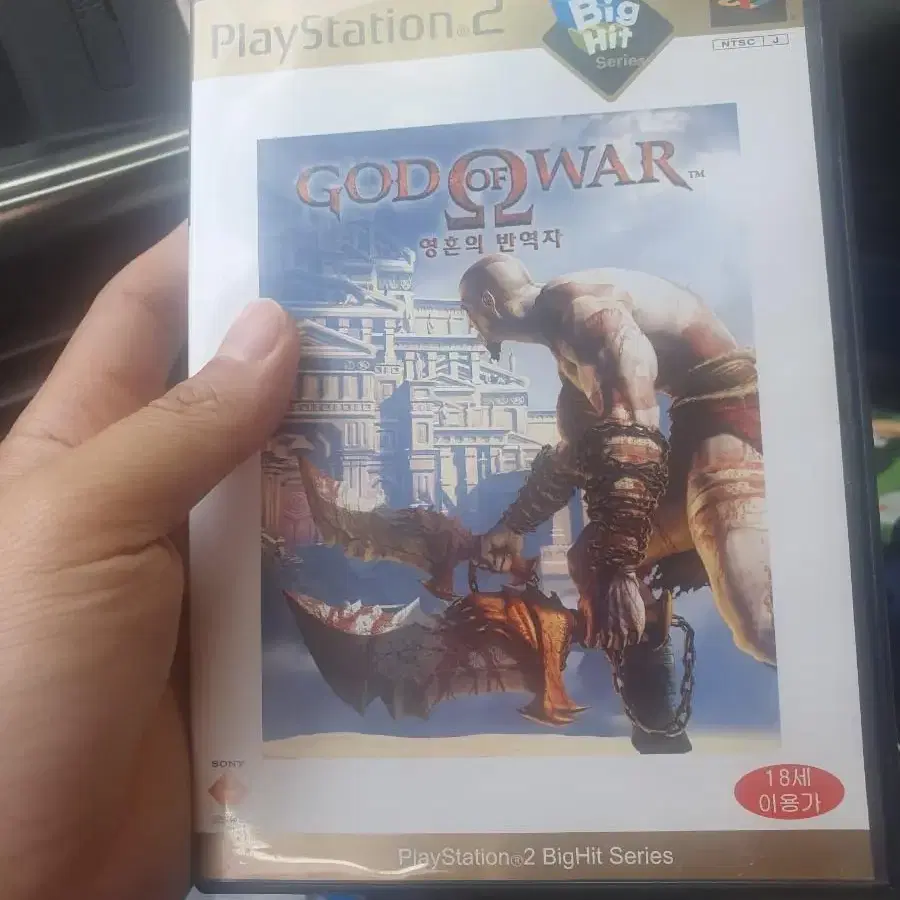 PlayStation®2
Big
Hit
Series
NTSC J
GOD OF WAR™
영혼의 반역자
SONY
18세
이용가
PlayStation®2 BigHit Series